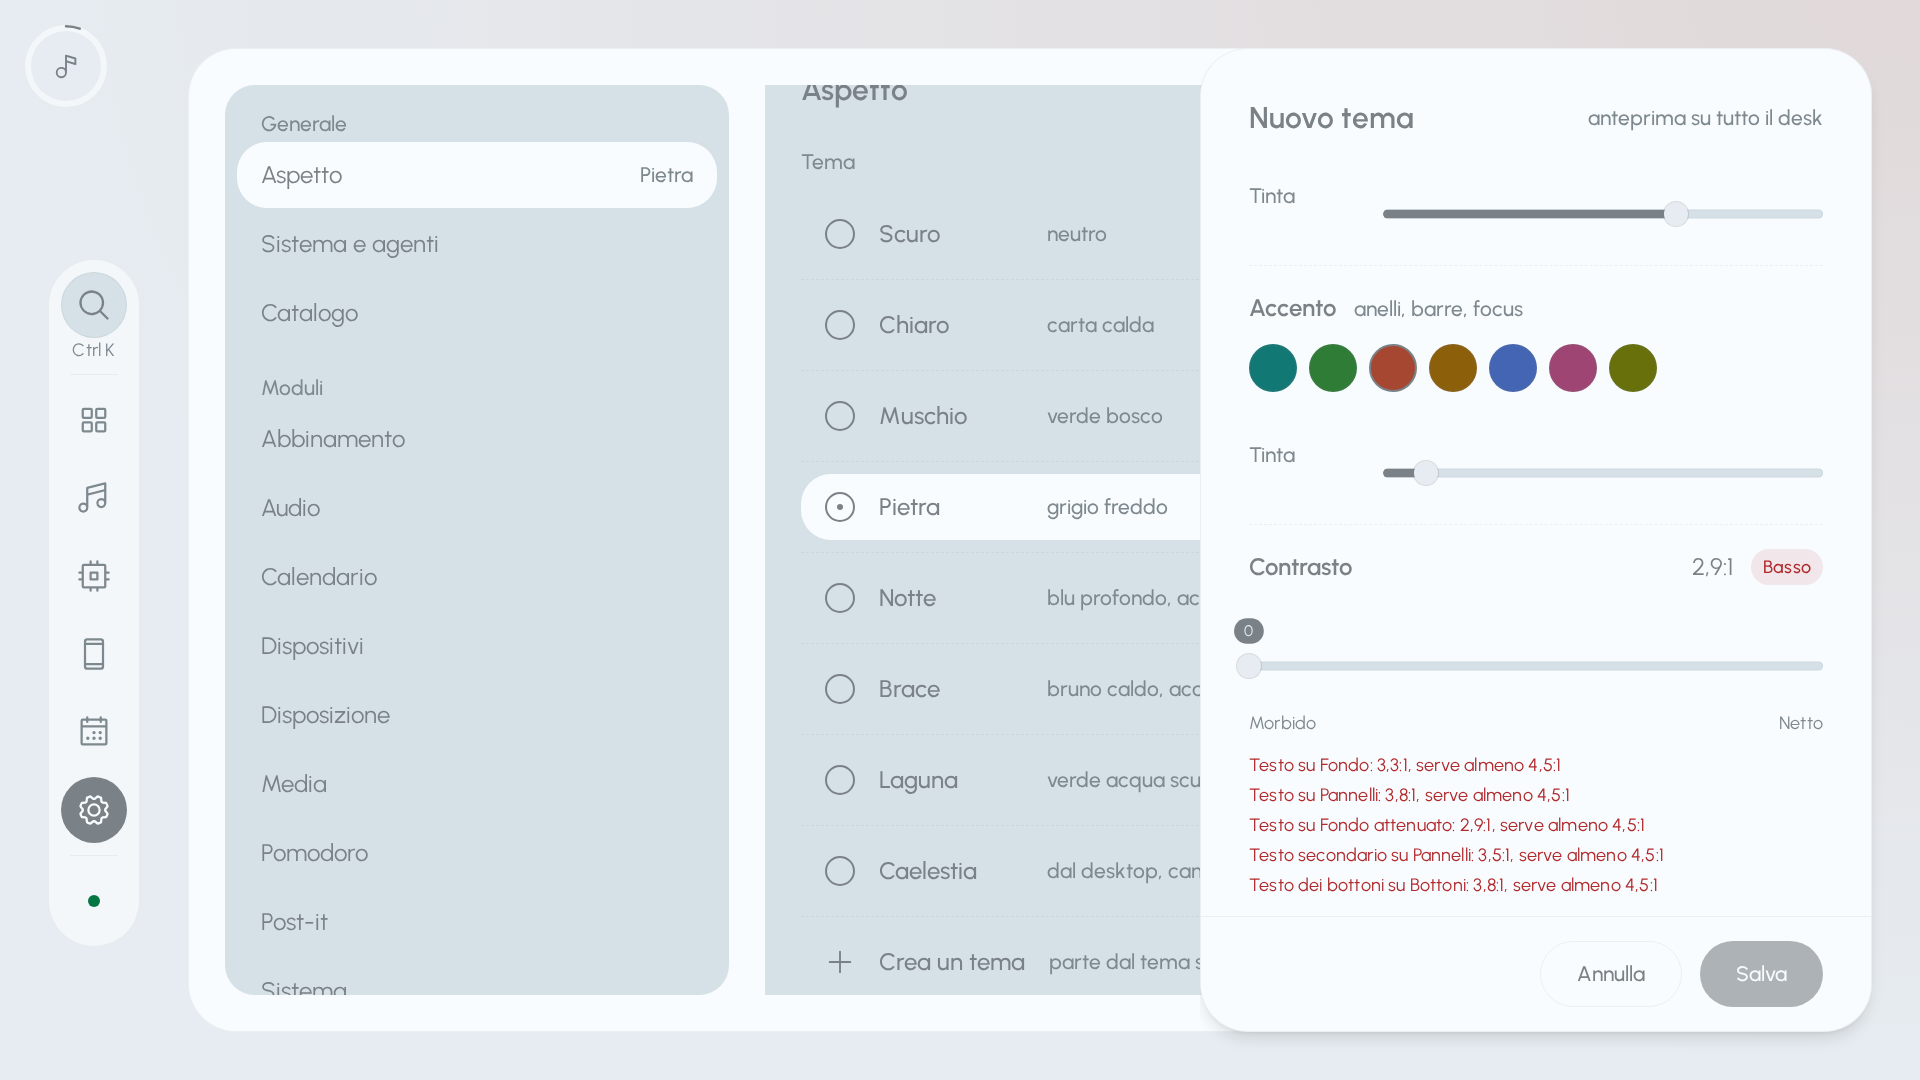 Ctrl K
Generale
Aspetto Pietra
Sistema e agenti
Catalogo
Moduli
Abbinamento
Audio
Calendario
Dispositivi
Disposizione
Media
Pomodoro
Post-it
Sistema
Aspetto
Tema
Scuro neutro
Chiaro carta calda
Muschio verde bosco
Pietra grigio freddo
Notte blu profondo, ac
Brace bruno caldo, acc
Laguna verde acqua scu
Caelestia dal desktop, can
Crea un tema parte dal tema s
Nuovo tema anteprima su tutto il desk
Tinta
Accento anelli, barre, focus
Tinta
Contrasto 2,9:1 Basso
0
Morbido Netto
Testo su Fondo: 3,3:1, serve almeno 4,5:1
Testo su Pannelli: 3,8:1, serve almeno 4,5:1
Testo su Fondo attenuato: 2,9:1, serve almeno 4,5:1
Testo secondario su Pannelli: 3,5:1, serve almeno 4,5:1
Testo dei bottoni su Bottoni: 3,8:1, serve almeno 4,5:1
Annulla Salva